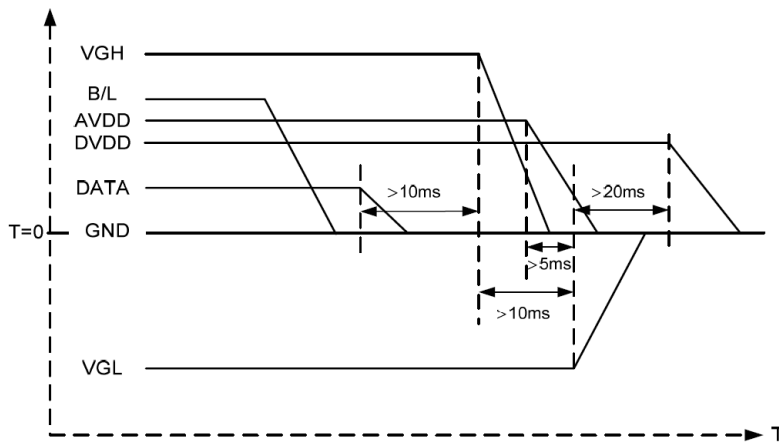 VGH
B/L
AVDD
DVDD
DATA
>10ms
>20ms
T=0
GND
>5ms
>10ms
VGL
T